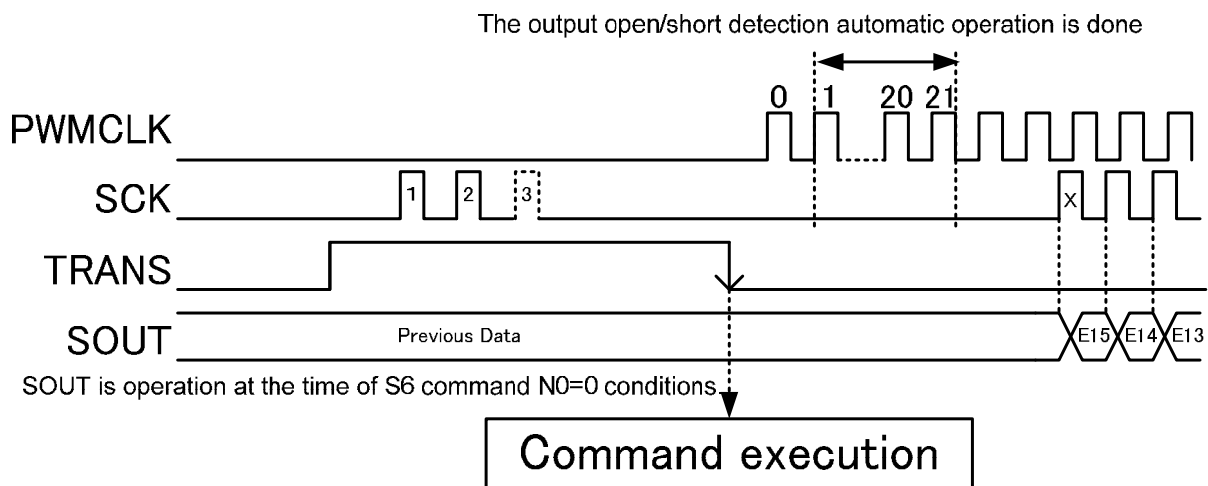 The output open/short detection automatic operation is done
0 1 20 21
PWMCLK
SCK
1 2 3 X
TRANS
SOUT
Previous Data
E15 E14 E13
SOUT is operation at the time of S6 command N0=0 conditions.
Command execution